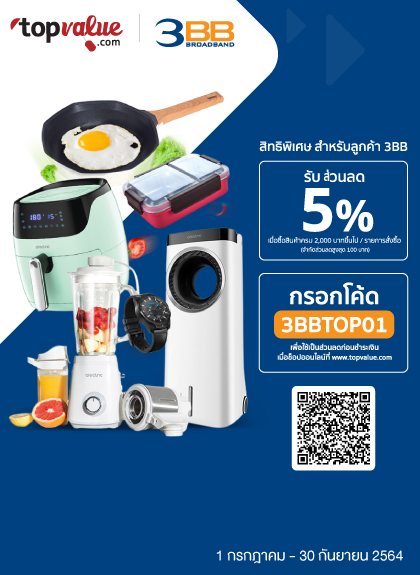 topvalue
.com
3BB
BROADBAND
สิทธิพิเศษ สำหรับลูกค้า 3BB
รับ ส่วนลด
5%
เมื่อซื้อสินค้าครบ 2,000 บาทขึ้นไป / รายการสั่งซื้อ
(จำกัดส่วนลดสูงสุด 100 บาท)
กรอกโค้ด
3BBTOP01
เพื่อใช้เป็นส่วนลดก่อนชำระเงิน
เมื่อช็อปออนไลน์ที่ www.topvalue.com
180 15
1 กรกฎาคม - 30 กันยายน 2564